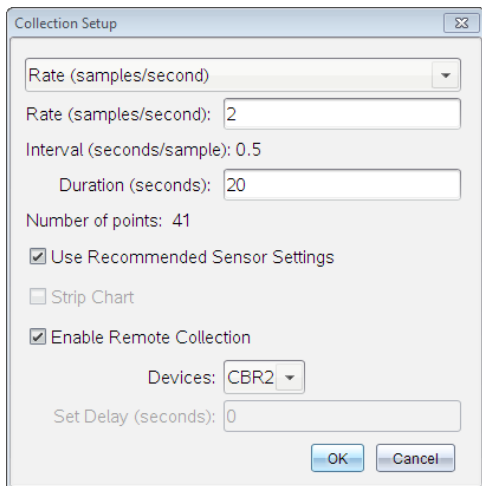 Collection Setup
Rate (samples/second)
Rate (samples/second): 2
Interval (seconds/sample): 0.5
Duration (seconds): 20
Number of points: 41
Use Recommended Sensor Settings
Strip Chart
Enable Remote Collection
Devices: CBR2
Set Delay (seconds): 0
OK Cancel